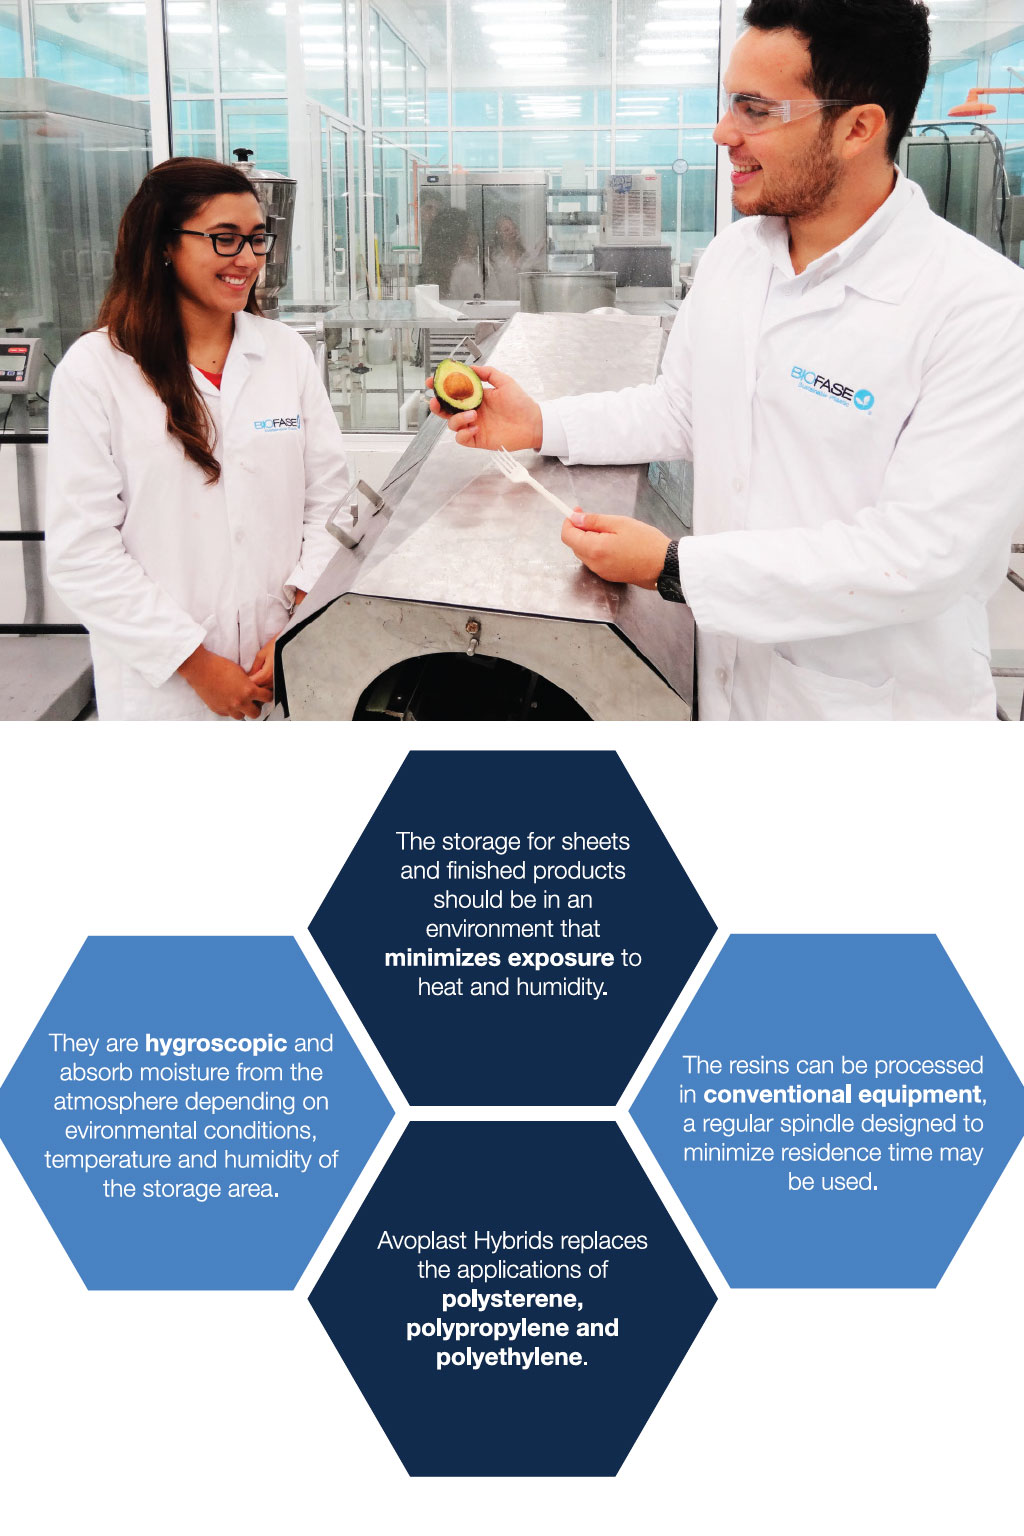 BIOFASE
BIOFASE
Sustainable Plastic
The storage for sheets
and finished products
should be in an
environment that
minimizes exposure to
heat and humidity.
They are hygroscopic and
absorb moisture from the
atmosphere depending on
evironmental conditions,
temperature and humidity of
the storage area.
The resins can be processed
in conventional equipment,
a regular spindle designed to
minimize residence time may
be used.
Avoplast Hybrids replaces
the applications of
polysterene,
polypropylene and
polyethylene.